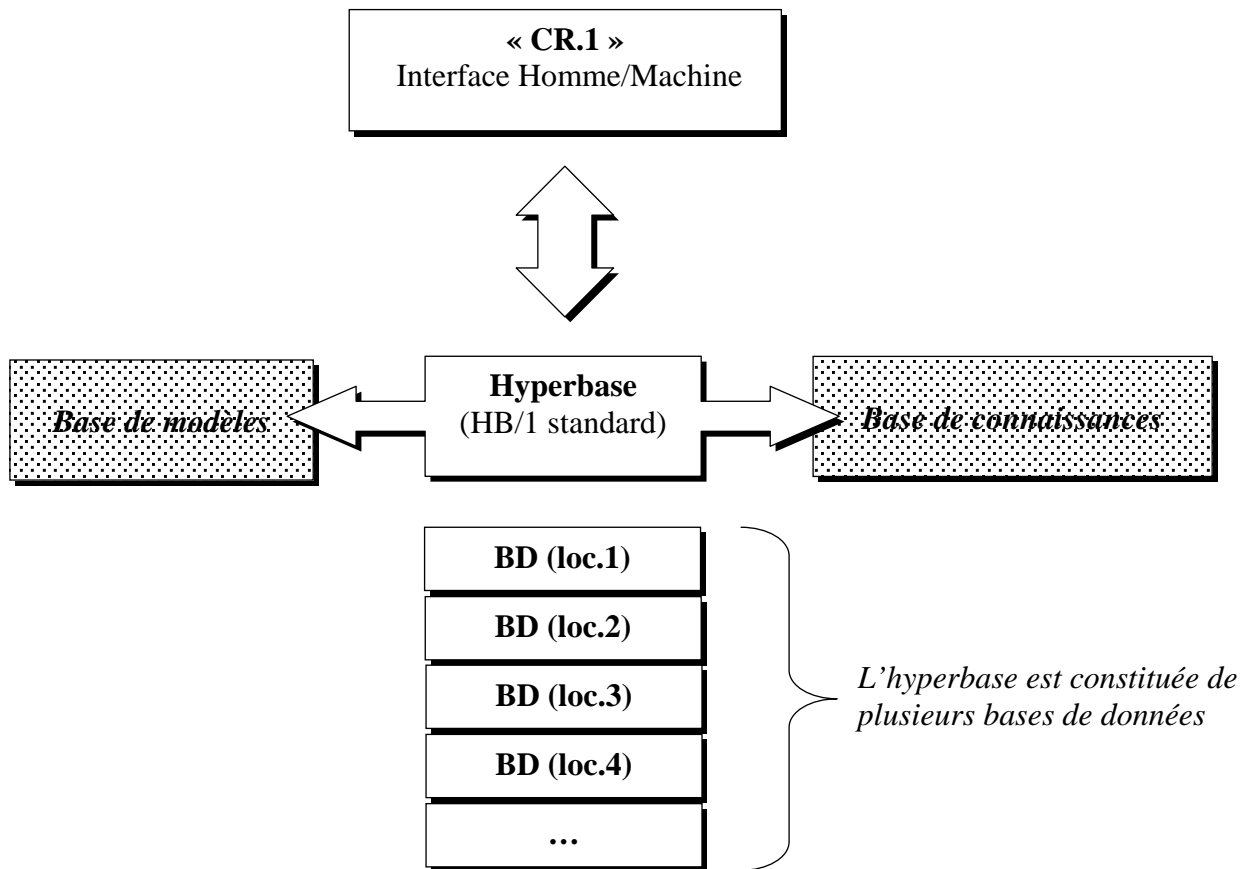 « CR.1 »
Interface Homme/Machine
Base de modèles
Hyperbase
(HB/1 standard)
Base de connaissances
BD (loc.1)
BD (loc.2)
BD (loc.3)
BD (loc.4)
…
L’hyperbase est constituée de
plusieurs bases de données